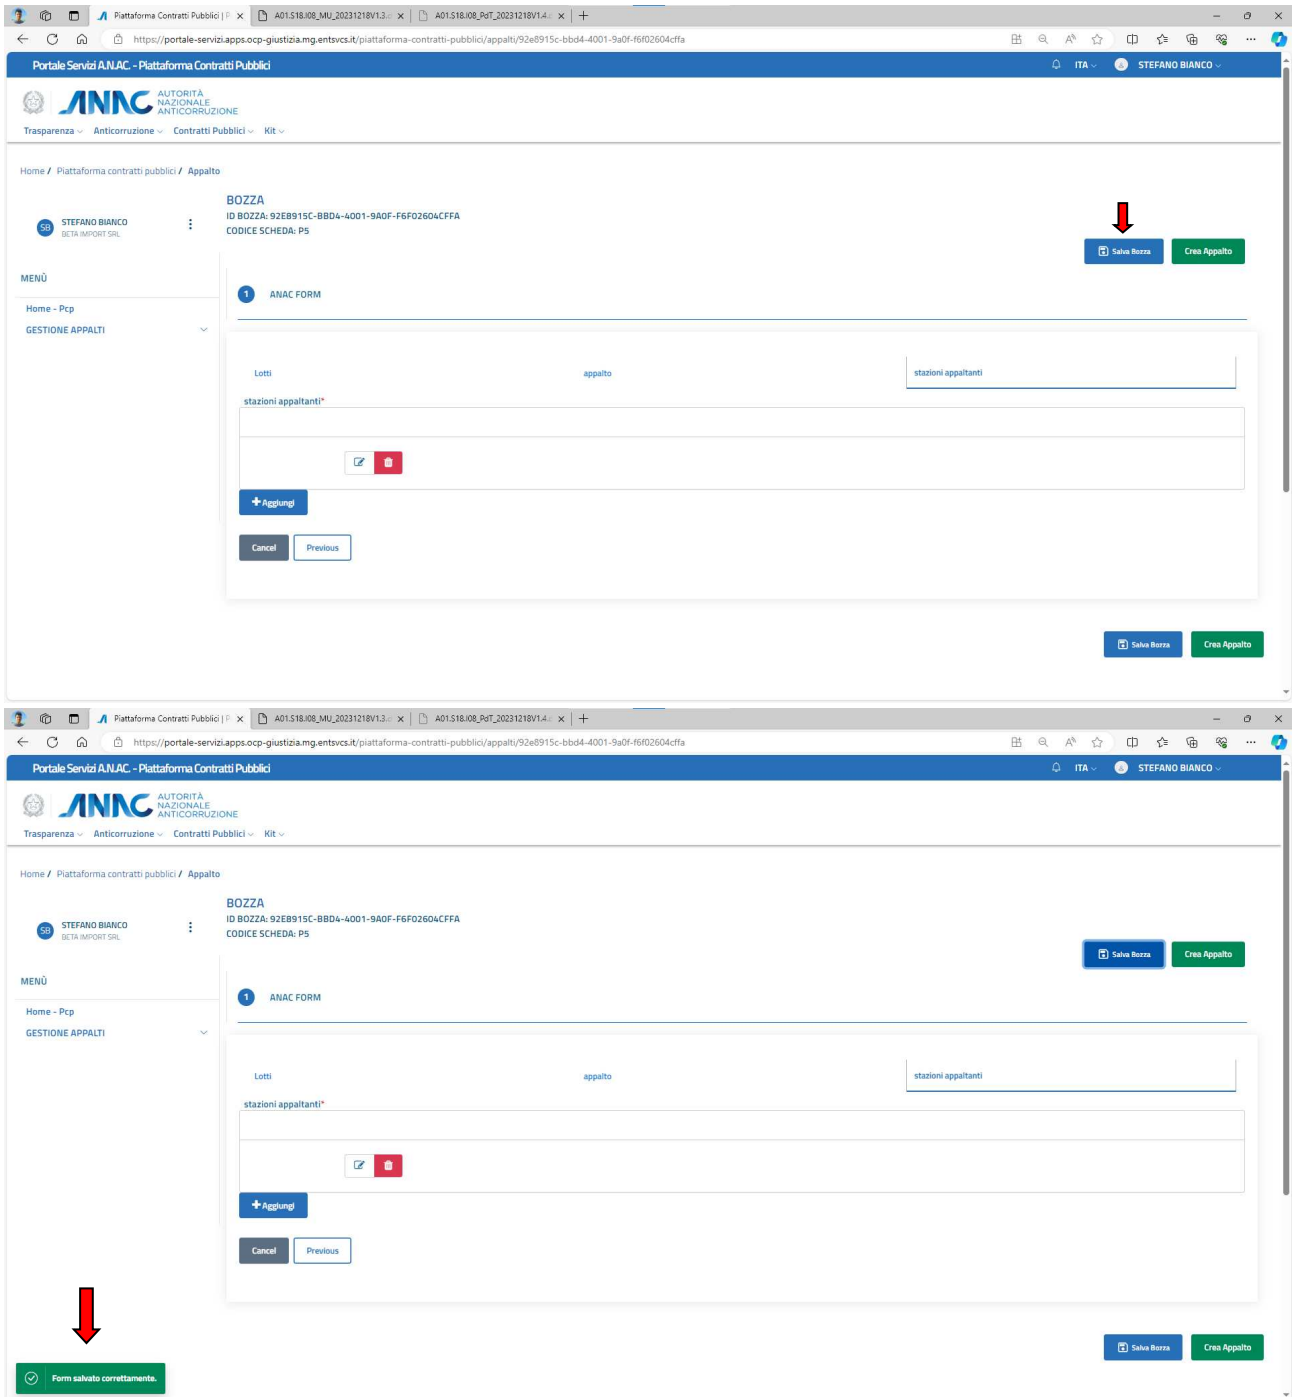 Piattaforma Contratti Pubblici | P
A01.S18.I08_MU_20231218V1.3.
A01.S18.I08_PdT_20231218V1.4.
https://portale-servizi.apps.ocp-giustizia.mg.entsvcs.it/piattaforma-contratti-pubblici/appalti/92e8915c-bbd4-4001-9a0f-f6f02604cffa
Portale Servizi A.N.AC. - Piattaforma Contratti Pubblici
ITA
STEFANO BIANCO
ANAC
AUTORITÀ
NAZIONALE
ANTICORRUZIONE
Trasparenza Anticorruzione Contratti Pubblici Kit
Home / Piattaforma contratti pubblici / Appalto
BOZZA
ID BOZZA: 92E8915C-BBD4-4001-9A0F-F6F02604CFFA
CODICE SCHEDA: P5
SB
STEFANO BIANCO
BETA IMPORT SRL
Salva Bozza
Crea Appalto
MENÙ
1 ANAC FORM
Home - Pcp
GESTIONE APPALTI
Lotti
appalto
stazioni appaltanti
stazioni appaltanti*
+Aggiungi
Cancel
Previous
Salva Bozza
Crea Appalto
Piattaforma Contratti Pubblici | P
A01.S18.I08_MU_20231218V1.3.
A01.S18.I08_PdT_20231218V1.4.
https://portale-servizi.apps.ocp-giustizia.mg.entsvcs.it/piattaforma-contratti-pubblici/appalti/92e8915c-bbd4-4001-9a0f-f6f02604cffa
Portale Servizi A.N.AC. - Piattaforma Contratti Pubblici
ITA
STEFANO BIANCO
ANAC
AUTORITÀ
NAZIONALE
ANTICORRUZIONE
Trasparenza Anticorruzione Contratti Pubblici Kit
Home / Piattaforma contratti pubblici / Appalto
BOZZA
ID BOZZA: 92E8915C-BBD4-4001-9A0F-F6F02604CFFA
CODICE SCHEDA: P5
SB
STEFANO BIANCO
BETA IMPORT SRL
Salva Bozza
Crea Appalto
MENÙ
1 ANAC FORM
Home - Pcp
GESTIONE APPALTI
Lotti
appalto
stazioni appaltanti
stazioni appaltanti*
+Aggiungi
Cancel
Previous
Salva Bozza
Crea Appalto
Form salvato correttamente.